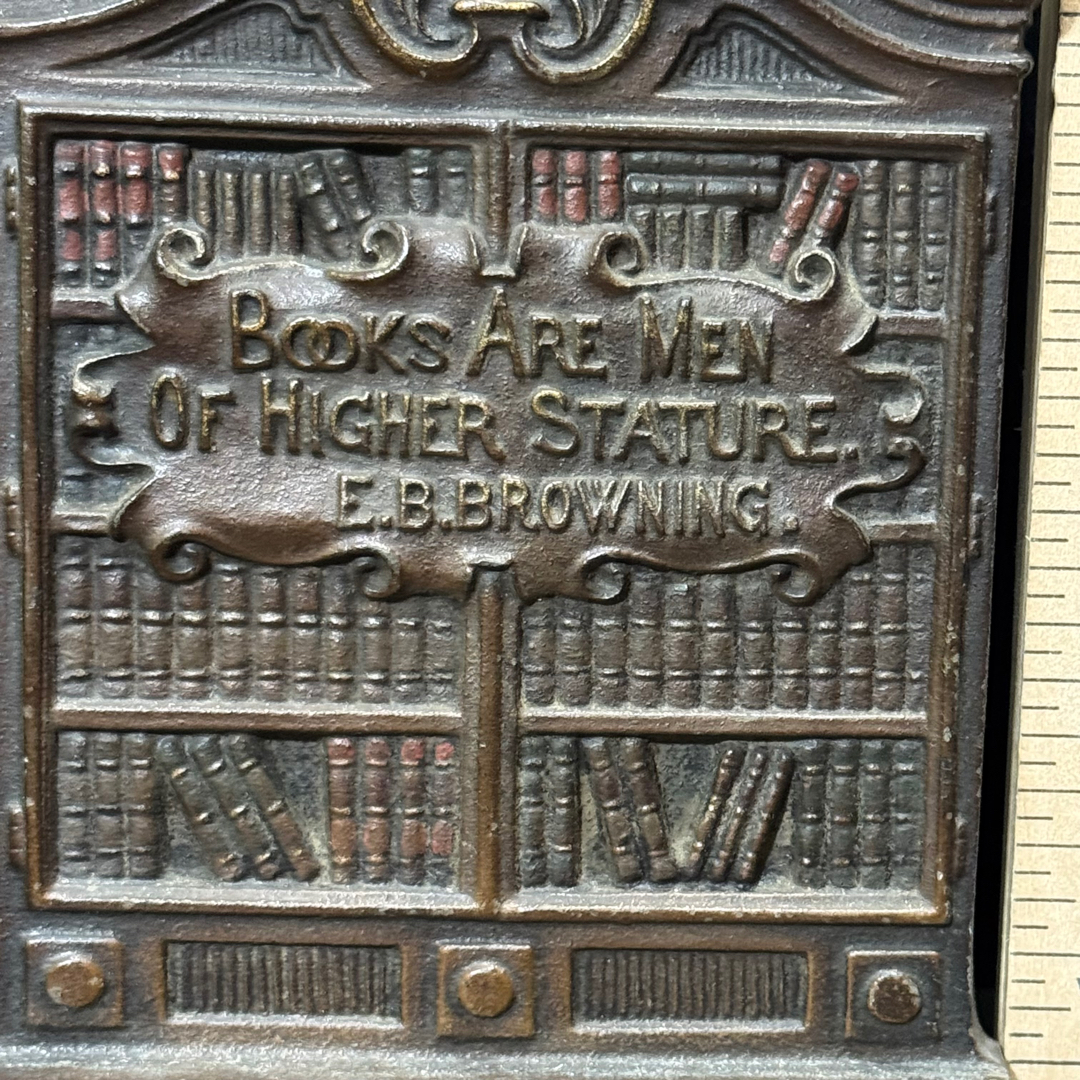 Books Are Men
Of Higher Stature.
E.B.BROWNING.